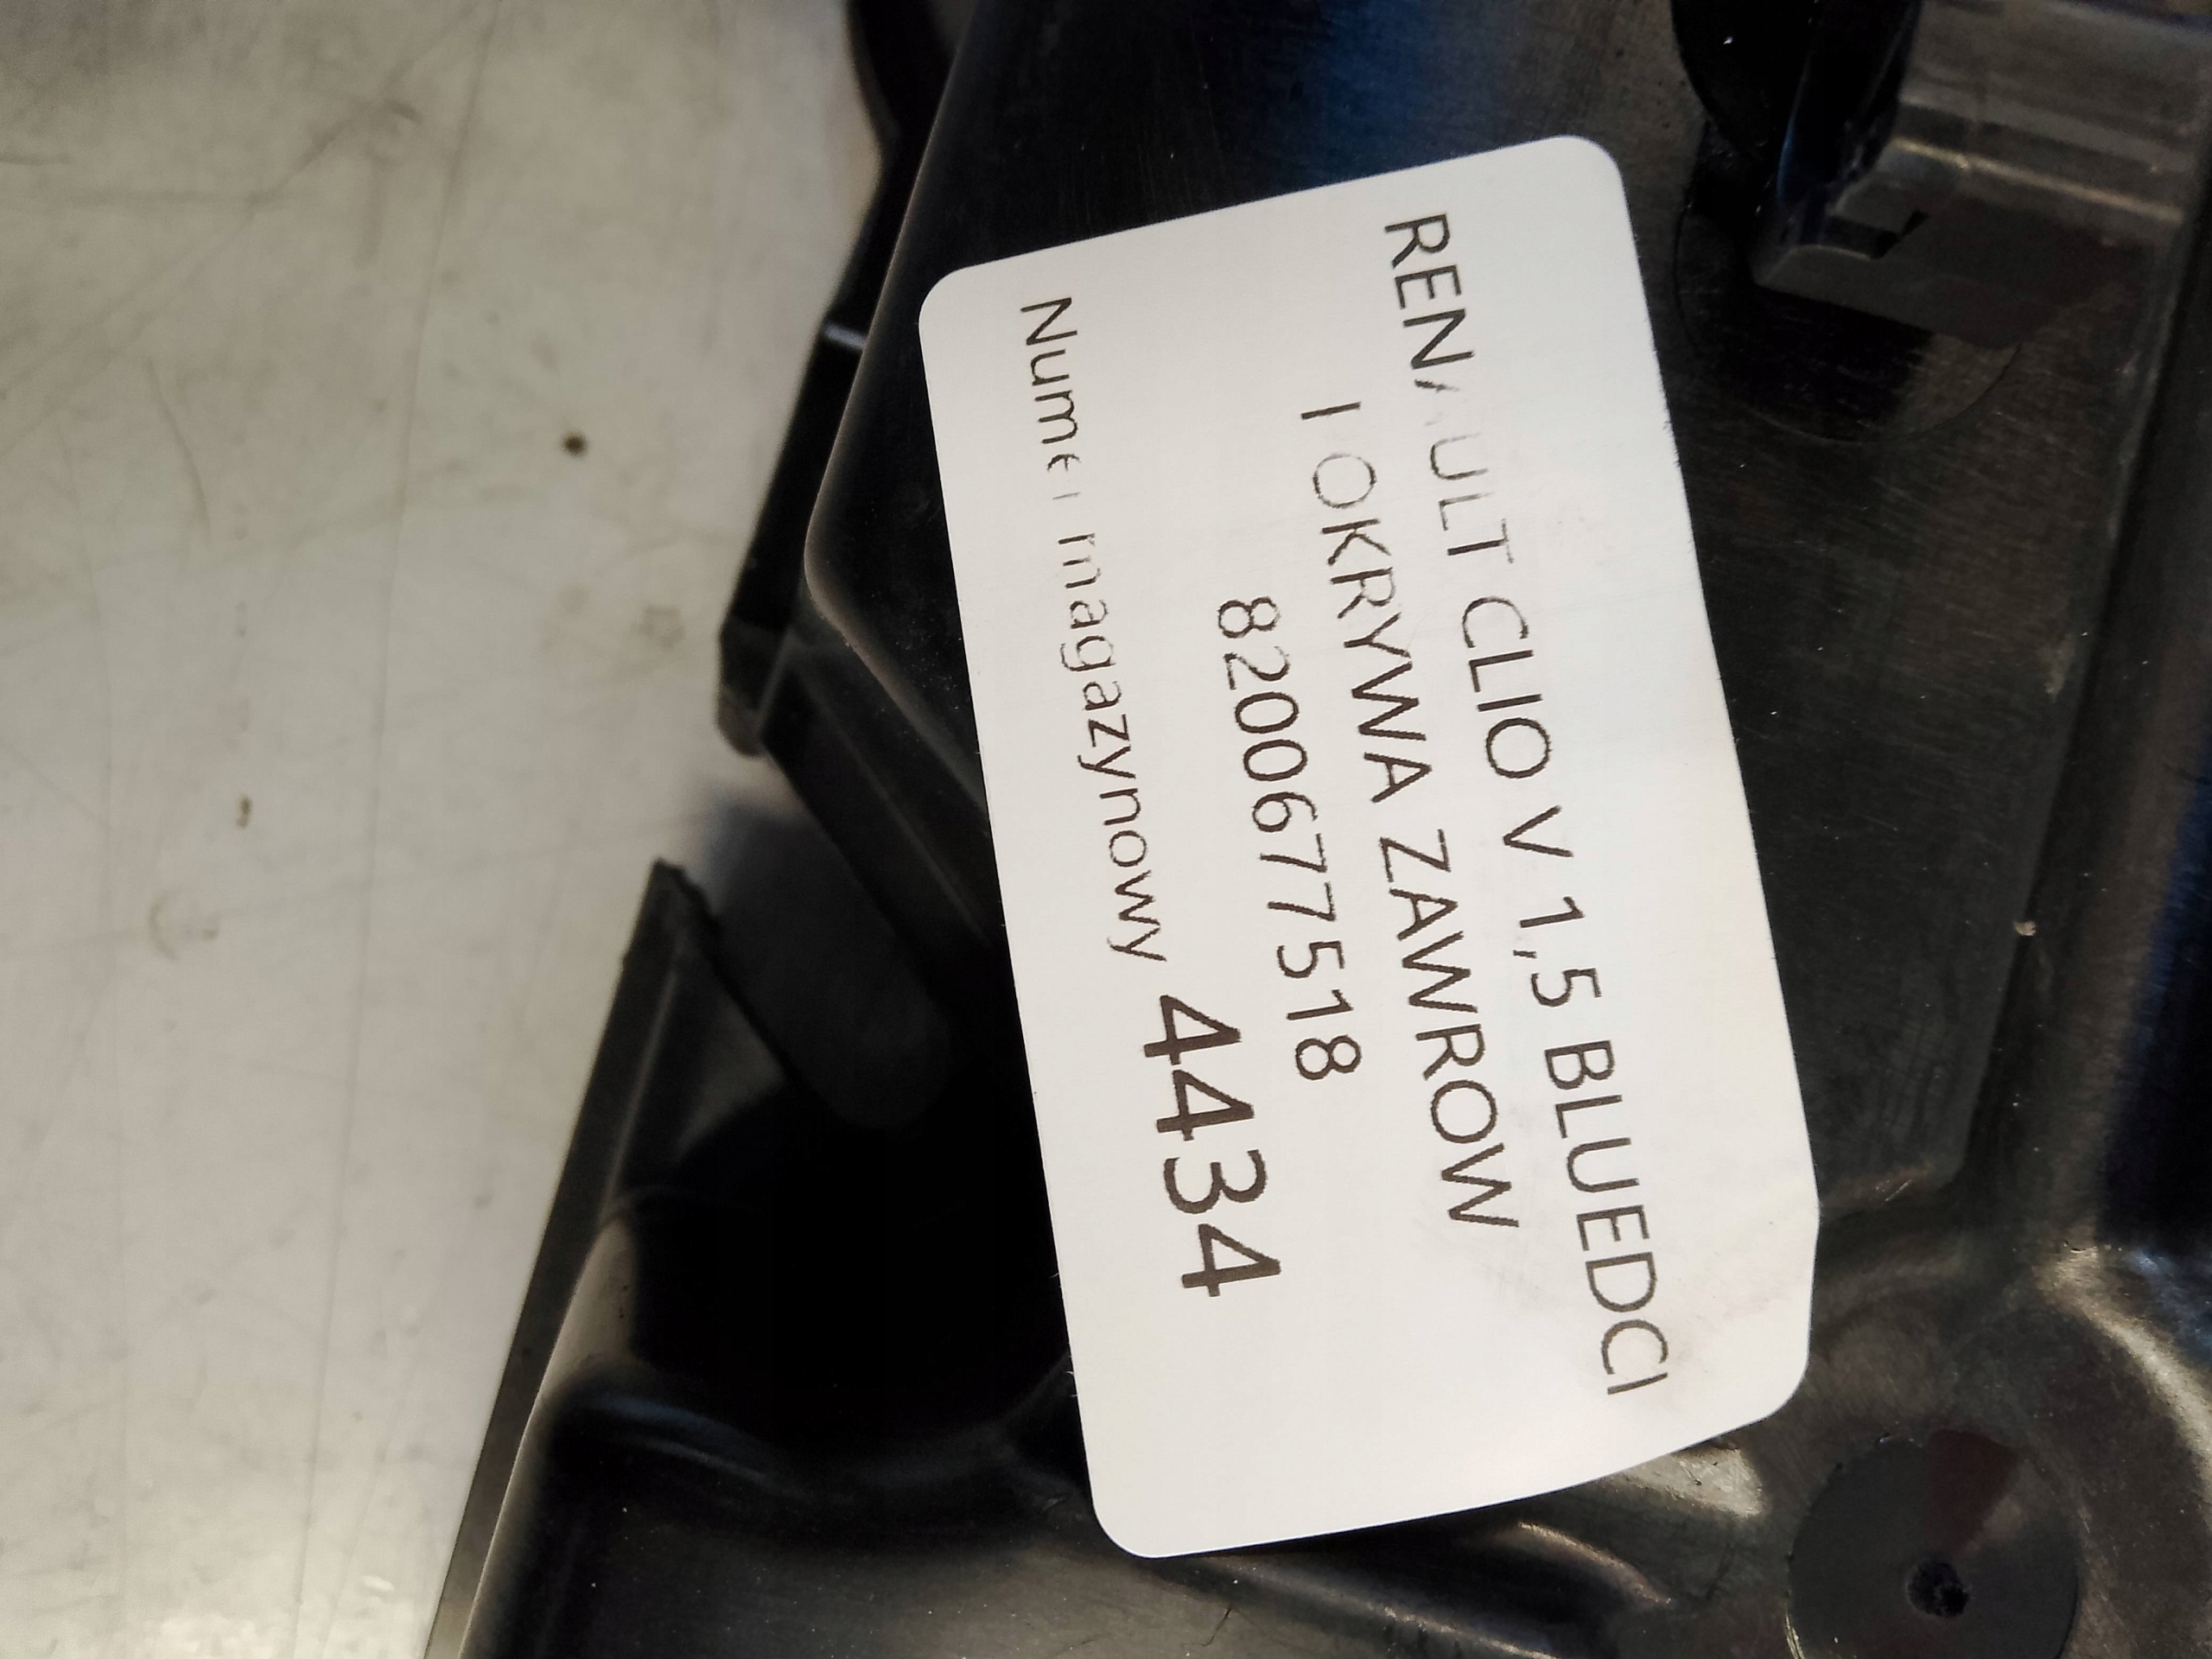 RENAULT CLIO V 1,5 BLUEDCI
POKRYWA ZAWROW
8200677518
Numer magazynowy 4434